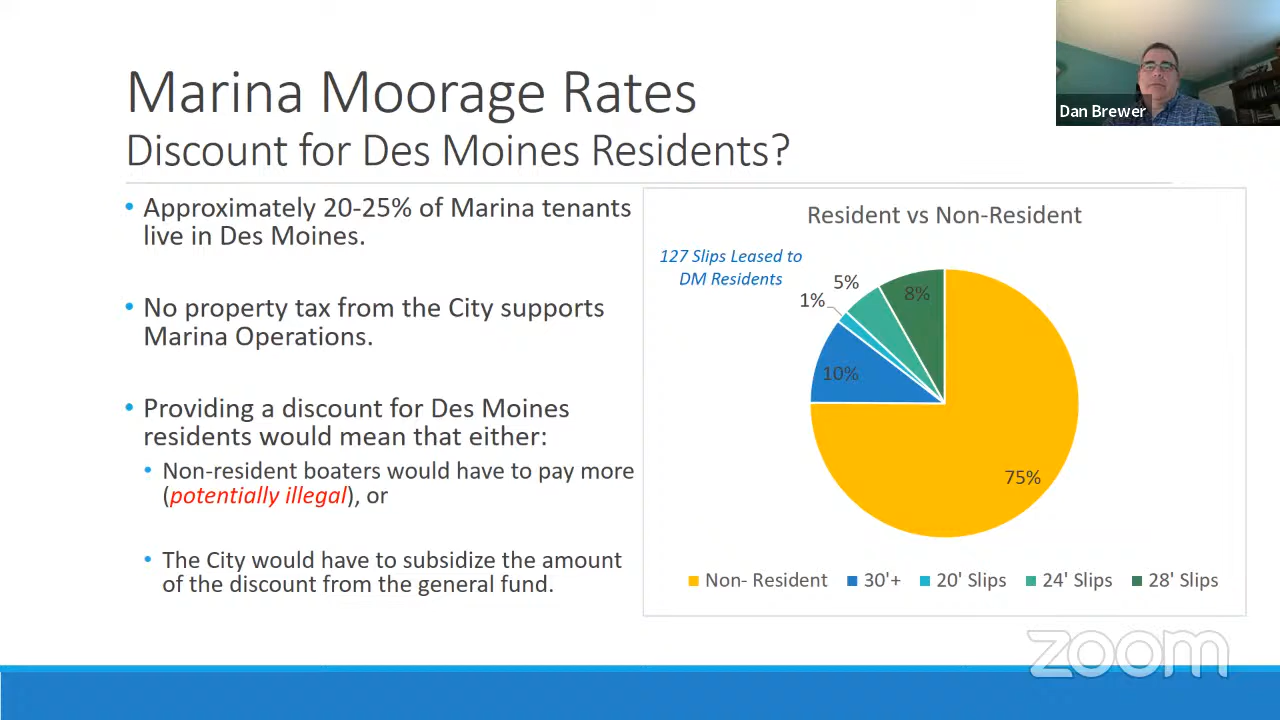 Marina Moorage Rates
Discount for Des Moines Residents?
Dan Brewer
• Approximately 20-25% of Marina tenants
live in Des Moines.
• No property tax from the City supports
Marina Operations.
• Providing a discount for Des Moines
residents would mean that either:
• Non-resident boaters would have to pay more
(potentially illegal), or
• The City would have to subsidize the amount
of the discount from the general fund.
Resident vs Non-Resident
127 Slips Leased to
DM Residents
1%
5%
8%
10%
75%
Non- Resident 30'+ 20' Slips 24' Slips 28' Slips
zoom